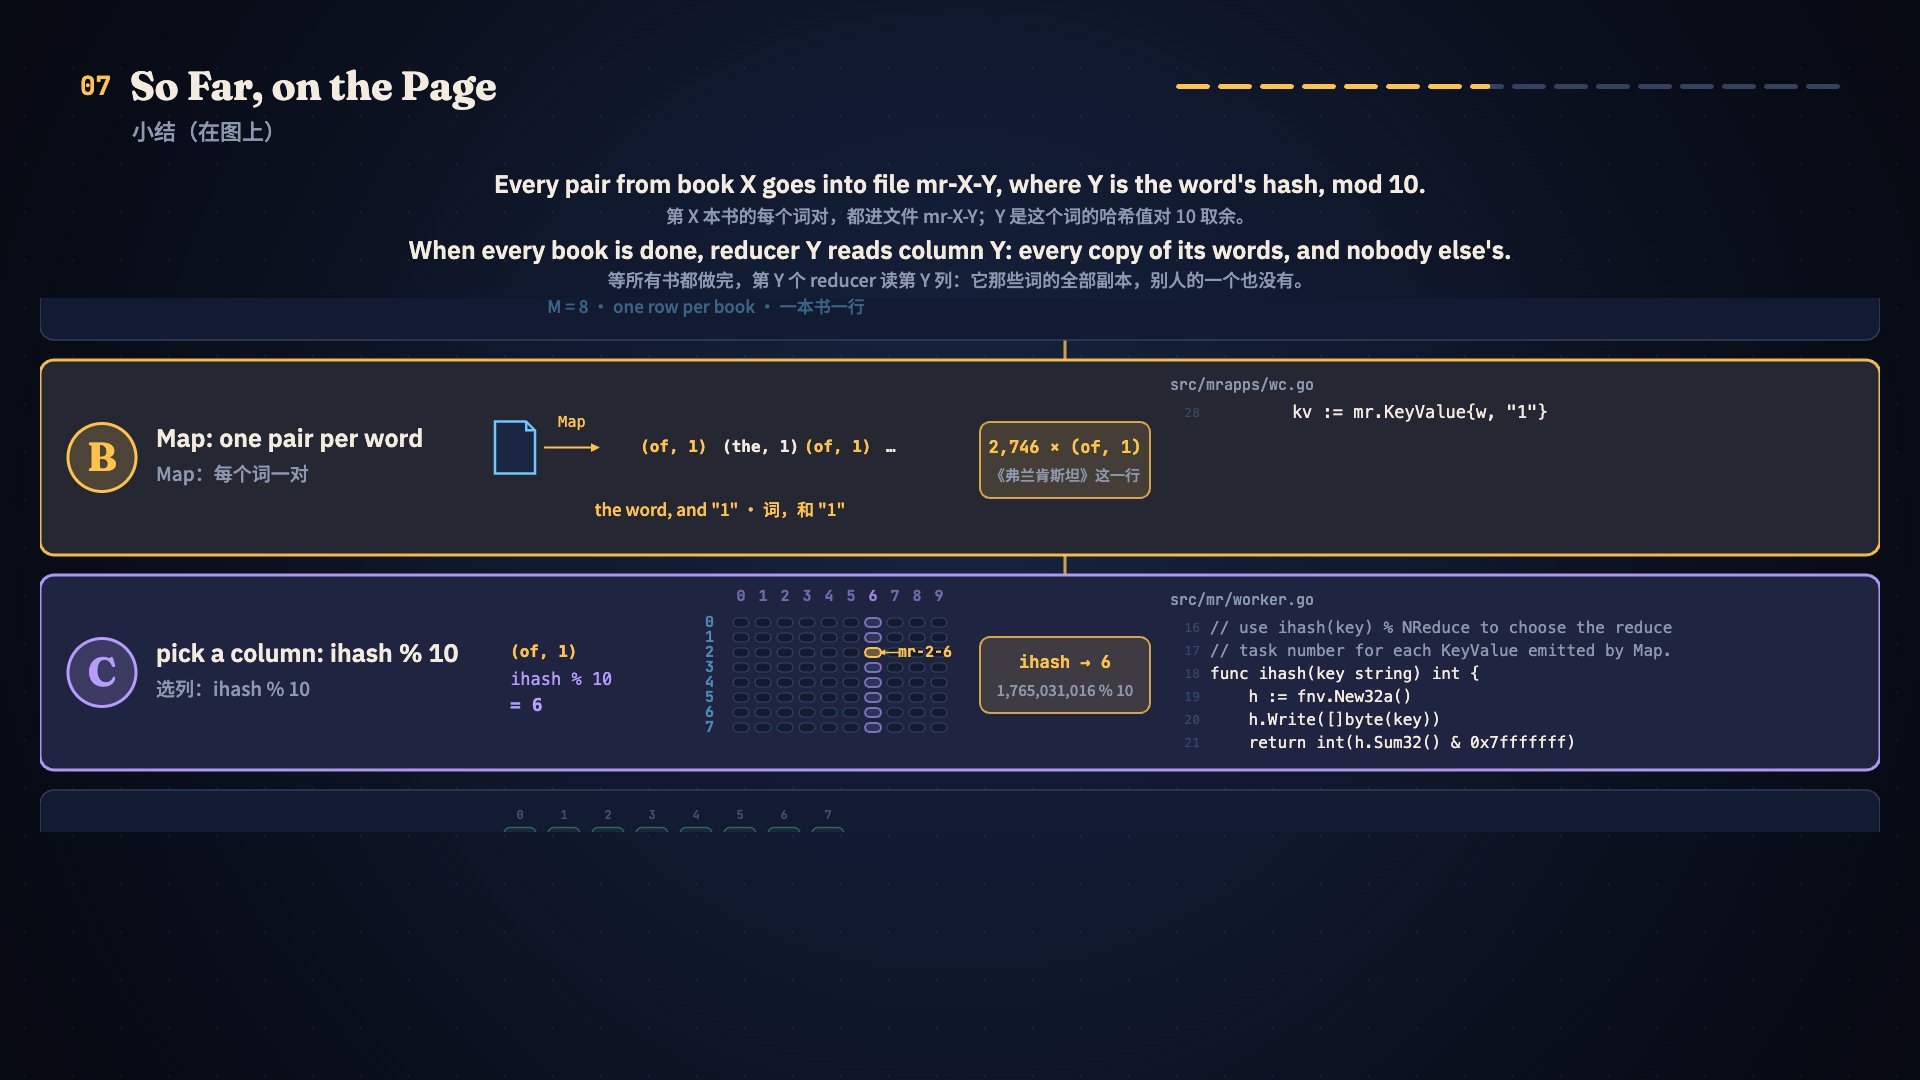 07 So Far, on the Page
小结（在图上）
Every pair from book X goes into file mr-X-Y, where Y is the word's hash, mod 10.
第 X 本书的每个词对，都进文件 mr-X-Y；Y 是这个词的哈希值对 10 取余。
When every book is done, reducer Y reads column Y: every copy of its words, and nobody else's.
等所有书都做完，第 Y 个 reducer 读第 Y 列：它那些词的全部副本，别人的一个也没有。
M = 8 • one row per book • 一本书一行
B
Map: one pair per word
Map：每个词一对
Map
(of, 1) (the, 1) (of, 1) …
the word, and "1" • 词，和 "1"
2,746 × (of, 1)
《弗兰肯斯坦》这一行
src/mrapps/wc.go
28 kv := mr.KeyValue{w, "1"}
C
pick a column: ihash % 10
选列：ihash % 10
(of, 1)
ihash % 10
= 6
0 1 2 3 4 5 6 7 8 9
0
1
2
3
4
5
6
7
mr-2-6
ihash → 6
1,765,031,016 % 10
src/mr/worker.go
16 // use ihash(key) % NReduce to choose the reduce
17 // task number for each KeyValue emitted by Map.
18 func ihash(key string) int {
19 h := fnv.New32a()
20 h.Write([]byte(key))
21 return int(h.Sum32() & 0x7fffffff)
0 1 2 3 4 5 6 7